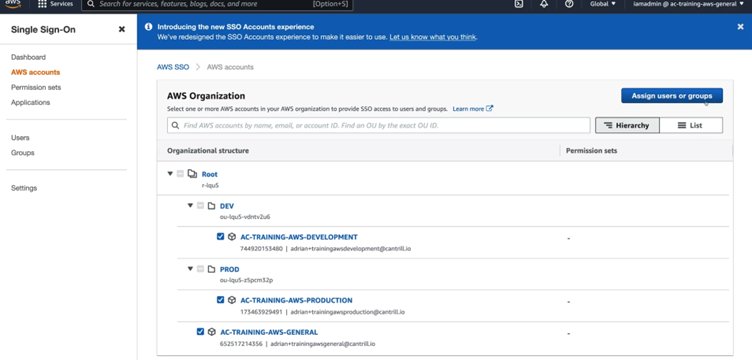 aws
Services
Search for services, features, blogs, docs, and more
[Option+S]
Global
iamadmin @ ac-training-aws-general
Single Sign-On
Dashboard
AWS accounts
Permission sets
Applications
Users
Groups
Settings
Introducing the new SSO Accounts experience
We've redesigned the SSO Accounts experience to make it easier to use. Let us know what you think.
AWS SSO > AWS accounts
AWS Organization
Assign users or groups
Select one or more AWS accounts in your AWS organization to provide SSO access to users and groups. Learn more
Find AWS accounts by name, email, or account ID. Find an OU by the exact OU ID.
Hierarchy
List
Organizational structure
Permission sets
Root
r-lqu5
DEV
ou-lqu5-vdntv2u6
AC-TRAINING-AWS-DEVELOPMENT
-
744920153480 | adrian+trainingawsdevelopment@cantrill.io
PROD
ou-lqu5-z5pcm32p
AC-TRAINING-AWS-PRODUCTION
-
173463929491 | adrian+trainingawsproduction@cantrill.io
AC-TRAINING-AWS-GENERAL
-
652517214356 | adrian+trainingawsgeneral@cantrill.io